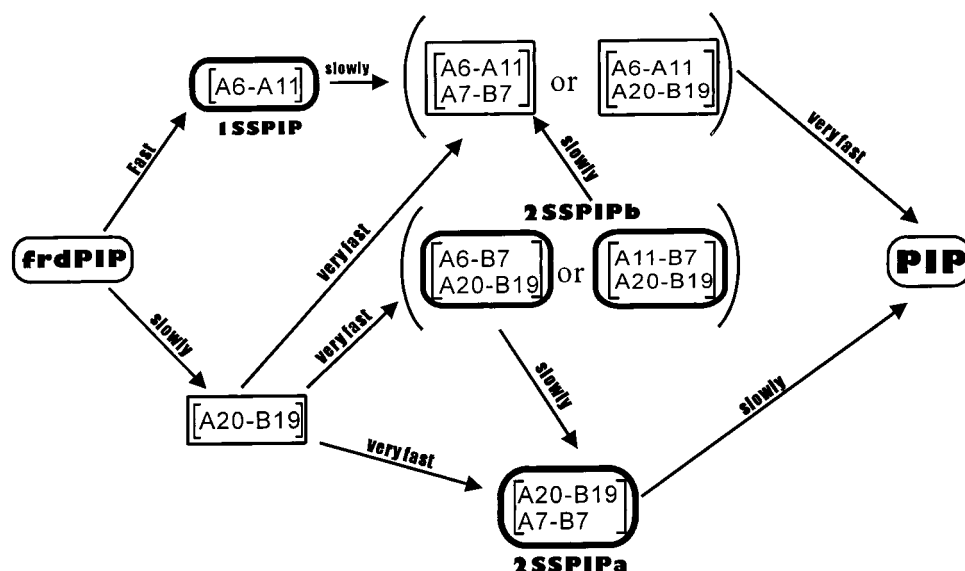 slowly
[A6-A11]
1SSPIP
[A6-A11
A7-B7]
or
[A6-A11
A20-B19]
very fast
Fast
slowly
2SSPIPb
frdPIP
very fast
[A6-B7
A20-B19]
or
[A11-B7
A20-B19]
PIP
slowly
very fast
slowly
slowly
[A20-B19]
very fast
[A20-B19
A7-B7]
2SSPIPa